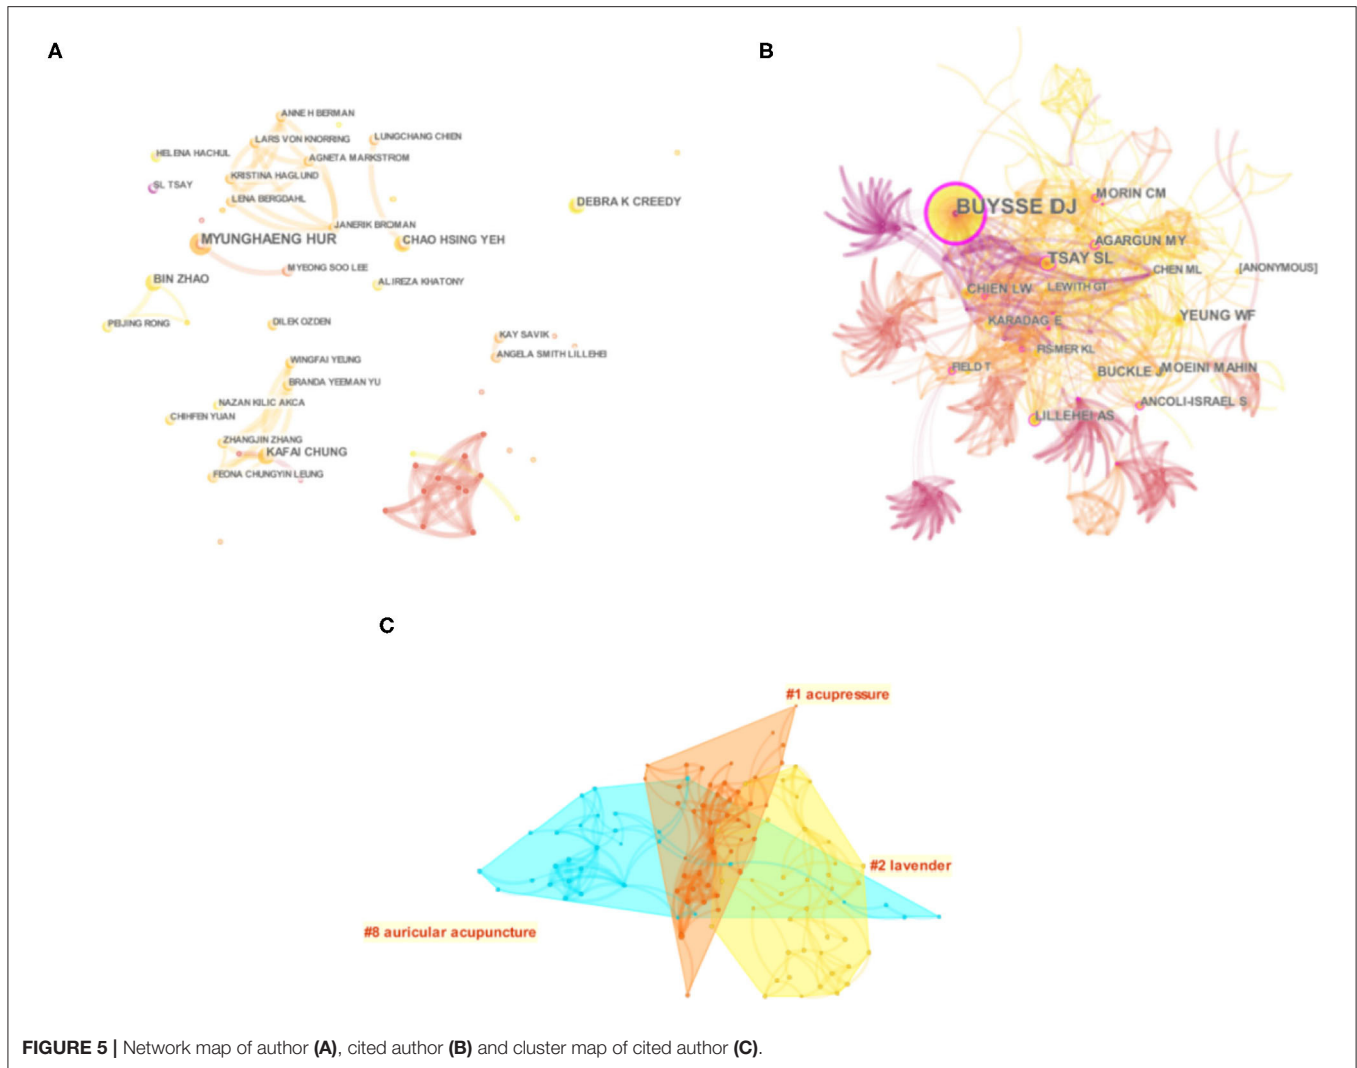 A
B
ANNE H BERMAN
LARS VON KNORRING
LUNGCHANG CHIEN
HELENA HACHUL
AGNETA MARKSTROM
SL TSAY
KRISTINA HAGLUND
LENA BERGDAHL
DEBRA K CREEDY
JANERIK BROMAN
MYUNGHAENG HUR
CHAO HSING YEH
MYEONG SOO LEE
BIN ZHAO
ALIREZA KHATONY
PEIJING RONG
DILEK OZDEN
KAY SAVIK
ANGELA SMITH LILLEHEI
WINGFAI YEUNG
BRANDA YEEMAN YU
NAZAN KILIC AKCA
CHIHFEN YUAN
ZHANGJIN ZHANG
KAFAI CHUNG
FEONA CHUNGYIN LEUNG
MORIN CM
BUYSSE DJ
AGARGUN MY
TSAY SL
CHEN ML
[ANONYMOUS]
CHIEN LW
LEWITH GT
KARADAG E
YEUNG WF
FISMER KL
FIELD T
BUCKLE J
MOEINI MAHIN
ANCOLI-ISRAEL S
LILLEHEI AS
C
#1 acupressure
#2 lavender
#8 auricular acupuncture
FIGURE 5 | Network map of author (A), cited author (B) and cluster map of cited author (C).